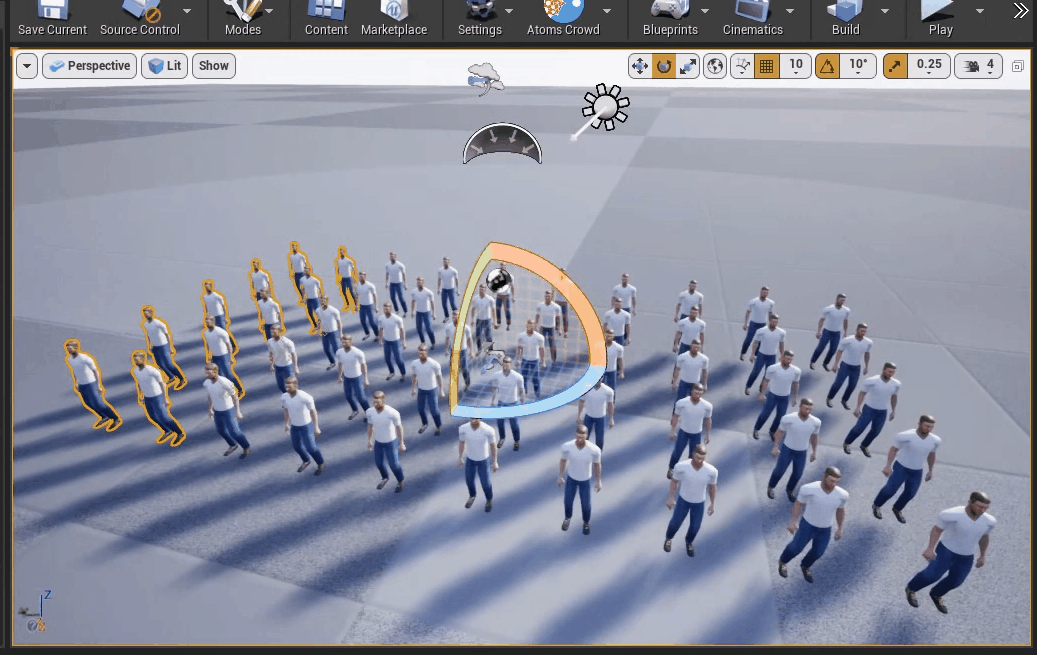 Save Current Source Control Modes Content Marketplace Settings Atoms Crowd Blueprints Cinematics Build Play
Perspective Lit Show 10 10° 0.25 4
Z